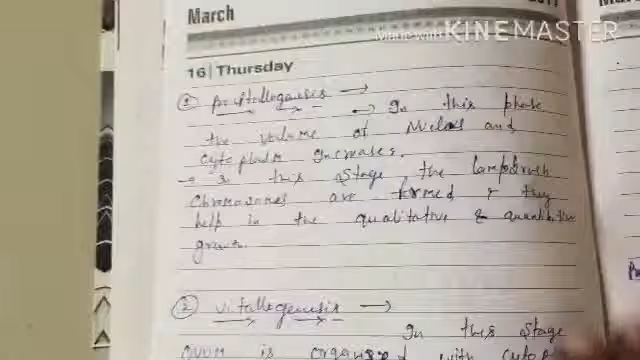 March
Made with KINEMASTER
16 | Thursday
① previtellogenesis →
→ In this phase
the volume of Nucleus and
cytoplasm increases.
→ In this stage, the lampbrush
chromosomes are formed & they
help in the qualitative & quantitative
growth.
② vitellogenesis →
In this stage
ovum is organised with